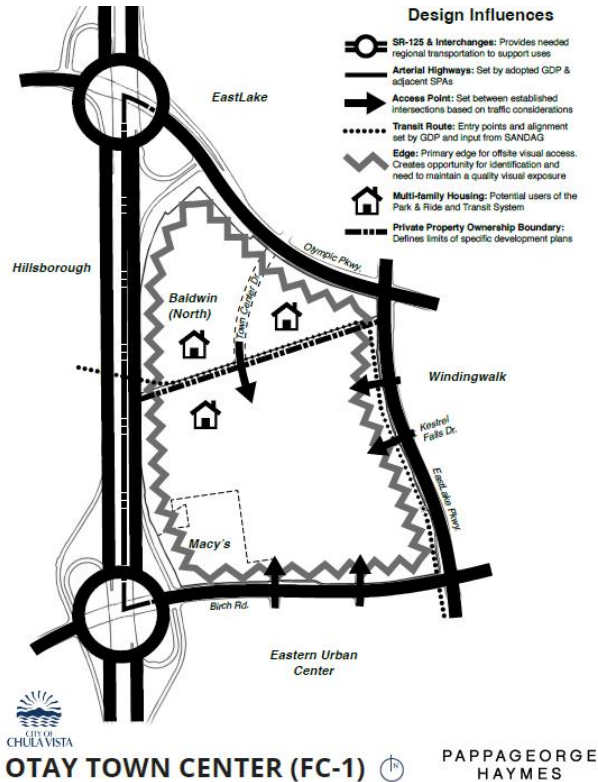 Design Influences
SR-125 & Interchanges: Provides needed
regional transportation to support uses
Arterial Highways: Set by adopted GDP &
adjacent SPAs
Access Point: Set between established
intersections based on traffic considerations
Transit Route: Entry points and alignment
set by GDP and input from SANDAG
Edge: Primary edge for offsite visual access.
Creates opportunity for identification and
need to maintain a quality visual exposure
Multi-family Housing: Potential users of the
Park & Ride and Transit System
Private Property Ownership Boundary:
Defines limits of specific development plans
EastLake
Olympic Pkwy.
Hillsborough
Baldwin
(North)
Town Center Dr.
Windingwalk
Kestrel
Falls Dr.
EastLake Pkwy.
Macy's
Birch Rd.
Eastern Urban
Center
CITY OF
CHULA VISTA
OTAY TOWN CENTER (FC-1)
N
PAPPAGEORGE
HAYMES